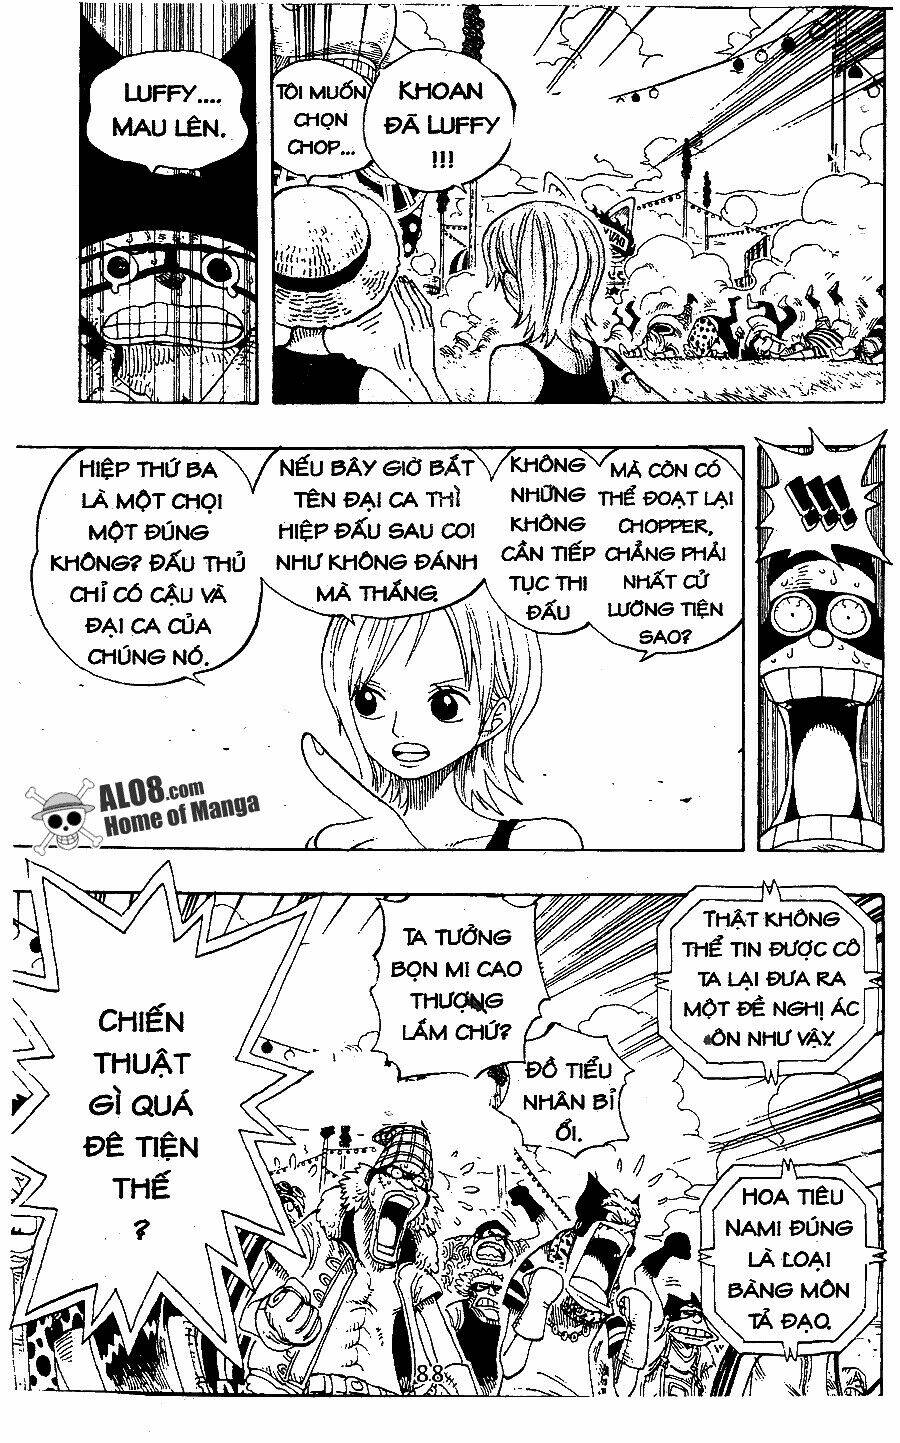 KHOAN
ĐÃ LUFFY
!!!
TÔI MUỐN
CHỌN
CHOP...
LUFFY....
MAU LÊN.
!!!
MÀ CÒN CÓ
THỂ ĐOẠT LẠI
CHOPPER,
CHẲNG PHẢI
NHẤT CỬ
LƯỠNG TIỆN
SAO?
KHÔNG
NHỮNG
KHÔNG
CẦN TIẾP
TỤC THI
ĐẤU
NẾU BÂY GIỜ BẮT
TÊN ĐẠI CA THÌ
HIỆP ĐẤU SAU COI
NHƯ KHÔNG ĐÁNH
MÀ THẮNG.
HIỆP THỨ BA
LÀ MỘT CHỌI
MỘT ĐÚNG
KHÔNG? ĐẤU THỦ
CHỈ CÓ CẬU VÀ
ĐẠI CA CỦA
CHÚNG NÓ.
ALO8.com
Home of Manga
THẬT KHÔNG
THỂ TIN ĐƯỢC CÔ
TA LẠI ĐƯA RA
MỘT ĐỀ NGHỊ ÁC
ÔN NHƯ VẬY.
TA TƯỞNG
BỌN MI CAO
THƯỢNG
LẮM CHỨ?
ĐỒ TIỂU
NHÂN BỈ
ỔI.
CHIẾN
THUẬT
GÌ QUÁ
ĐÊ TIỆN
THẾ
?
HOA TIÊU
NAMI ĐÚNG
LÀ LOẠI
BÀNG MÔN
TẢ ĐẠO.
88